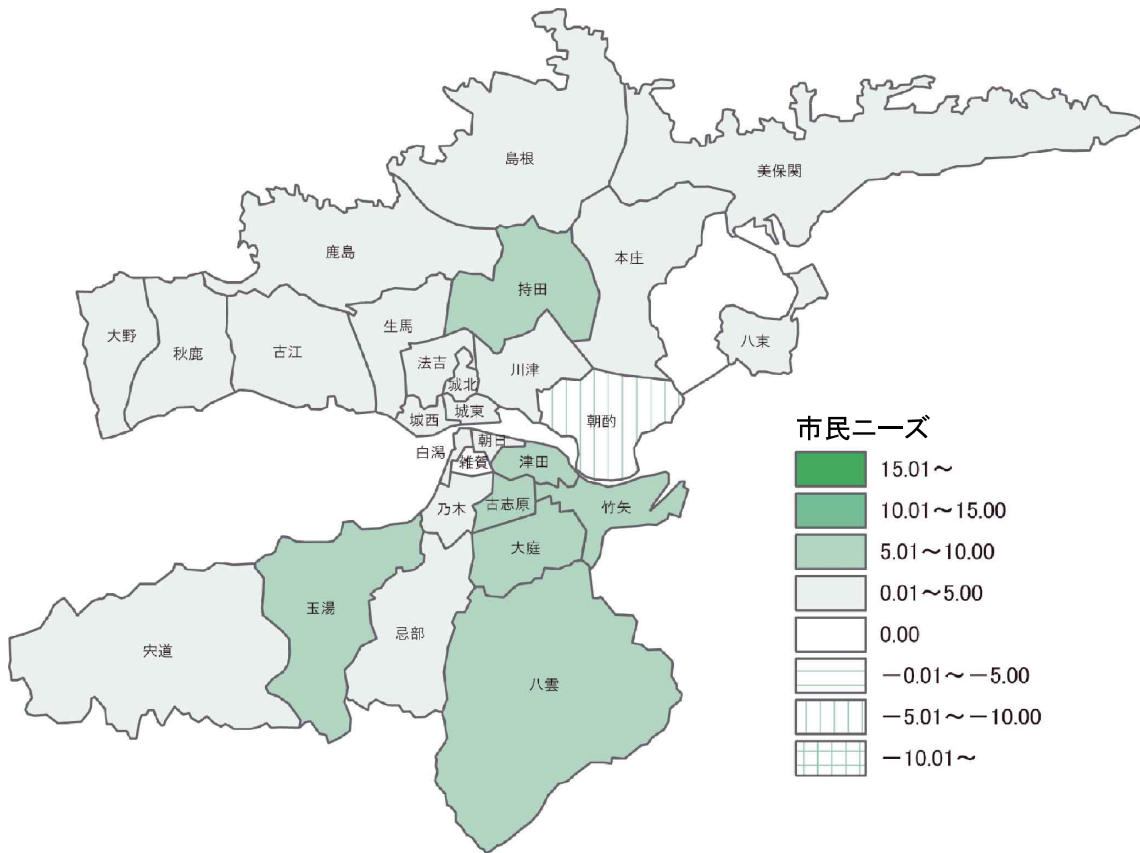 島根
美保関
鹿島
本庄
持田
大野
秋鹿
古江
生馬
法吉
城北
川津
八束
城西
城東
朝酌
白潟
朝日
雑賀
津田
乃木
古志原
竹矢
大庭
玉湯
忌部
宍道
八雲
市民ニーズ
15.01～
10.01～15.00
5.01～10.00
0.01～5.00
0.00
－0.01～－5.00
－5.01～－10.00
－10.01～